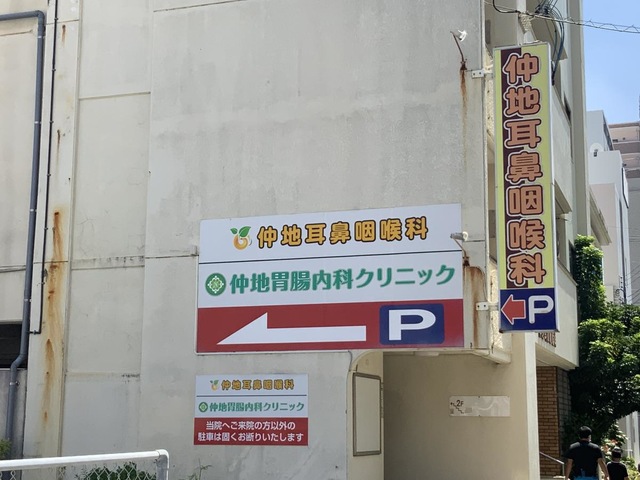 仲地耳鼻咽喉科
P
仲地耳鼻咽喉科
仲地胃腸内科クリニック
P
仲地耳鼻咽喉科
仲地胃腸内科クリニック
当院へご来院の方以外の
駐車は固くお断りいたします
2F